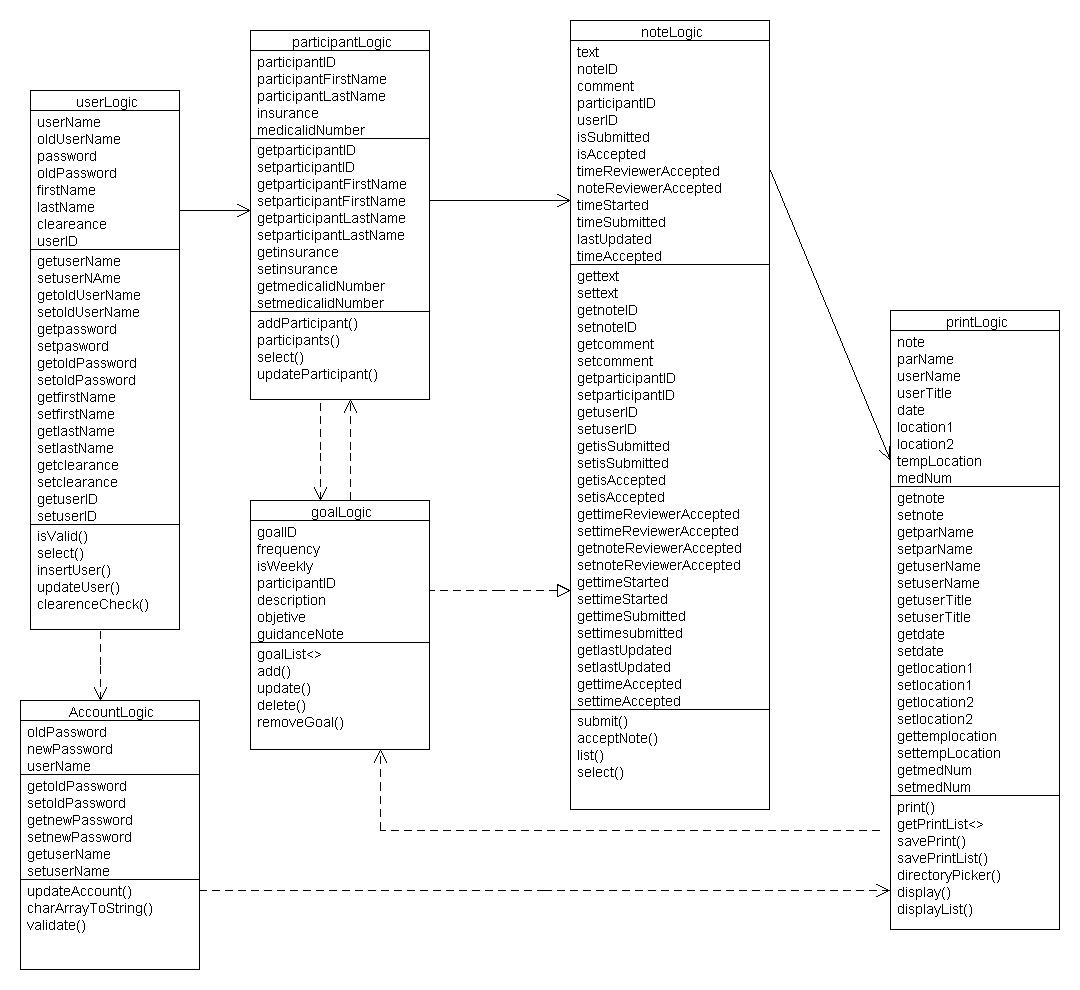 userLogic
userName
oldUserName
password
oldPassword
firstName
lastName
cleareance
userID
getuserName
setuserNAme
getoldUserName
setoldUserName
getpassword
setpasword
getoldPassword
setoldPassword
getfirstName
setfirstName
getlastName
setlastName
getclearance
setclearance
getuserID
setuserID
isValid()
select()
insertUser()
updateUser()
clearenceCheck()
AccountLogic
oldPassword
newPassword
userName
getoldPassword
setoldPassword
getnewPassword
setnewPassword
getuserName
setuserName
updateAccount()
charArrayToString()
validate()
participantLogic
participantID
participantFirstName
participantLastName
insurance
medicalidNumber
getparticipantID
setparticipantID
getparticipantFirstName
setparticipantFirstName
getparticipantLastName
setparticipantLastName
getinsurance
setinsurance
getmedicalidNumber
setmedicalidNumber
addParticipant()
participants()
select()
updateParticipant()
goalLogic
goalID
frequency
isWeekly
participantID
description
objetive
guidanceNote
goalList<>
add()
update()
delete()
removeGoal()
noteLogic
text
noteID
comment
participantID
userID
isSubmitted
isAccepted
timeReviewerAccepted
noteReviewerAccepted
timeStarted
timeSubmitted
lastUpdated
timeAccepted
gettext
settext
getnoteID
setnoteID
getcomment
setcomment
getparticipantID
setparticipantID
getuserID
setuserID
getisSubmitted
setisSubmitted
getisAccepted
setisAccepted
gettimeReviewerAccepted
settimeReviewerAccepted
getnoteReviewerAccepted
setnoteReviewerAccepted
gettimeStarted
settimeStarted
gettimeSubmitted
settimesubmitted
getlastUpdated
setlastUpdated
gettimeAccepted
settimeAccepted
submit()
acceptNote()
list()
select()
printLogic
note
parName
userName
userTitle
date
location1
location2
tempLocation
medNum
getnote
setnote
getparName
setparName
getuserName
setuserName
getuserTitle
setuserTitle
getdate
setdate
getlocation1
setlocation1
getlocation2
setlocation2
gettemplocation
settempLocation
getmedNum
setmedNum
print()
getPrintList<>
savePrint()
savePrintList()
directoryPicker()
display()
displayList()